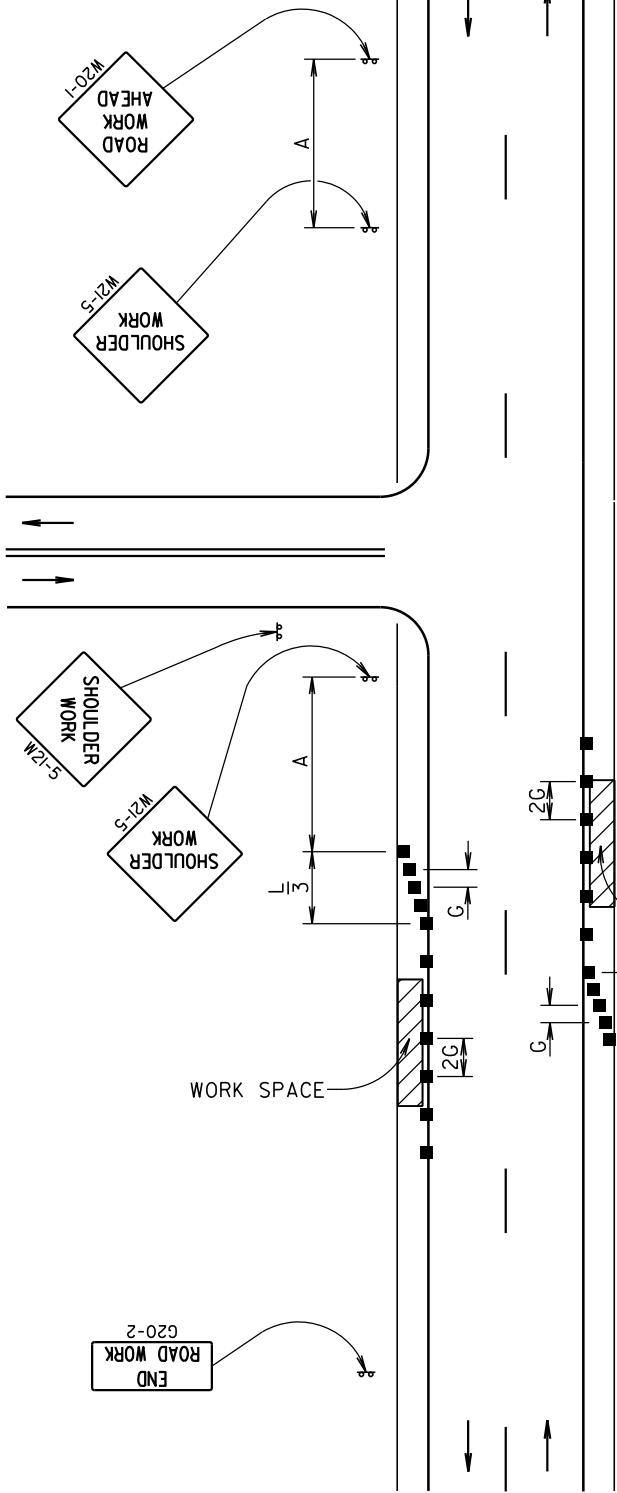 W20-1
ROAD
WORK
AHEAD
A
W21-5
SHOULDER
WORK
SHOULDER
WORK
W21-5
A
W21-5
SHOULDER
WORK
2G
L
3
G
G
2G
WORK SPACE
G20-2
END
ROAD WORK